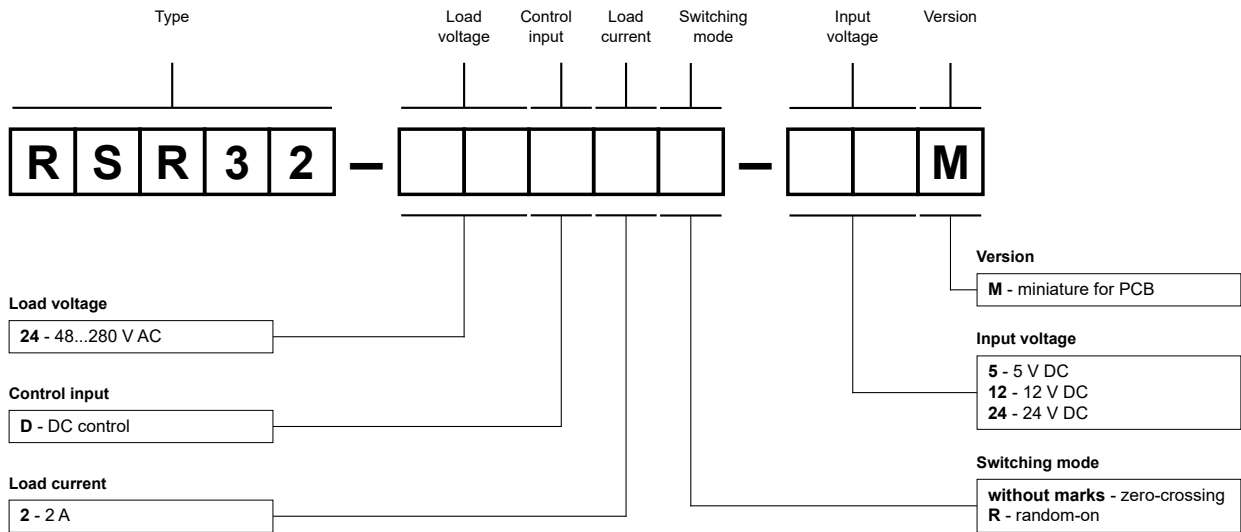 Type
Load
voltage
Control
input
Load
current
Switching
mode
Input
voltage
Version
R S R 3 2 – – M
Version
M - miniature for PCB
Load voltage
24 - 48...280 V AC
Input voltage
5 - 5 V DC
12 - 12 V DC
24 - 24 V DC
Control input
D - DC control
Switching mode
without marks - zero-crossing
R - random-on
Load current
2 - 2 A